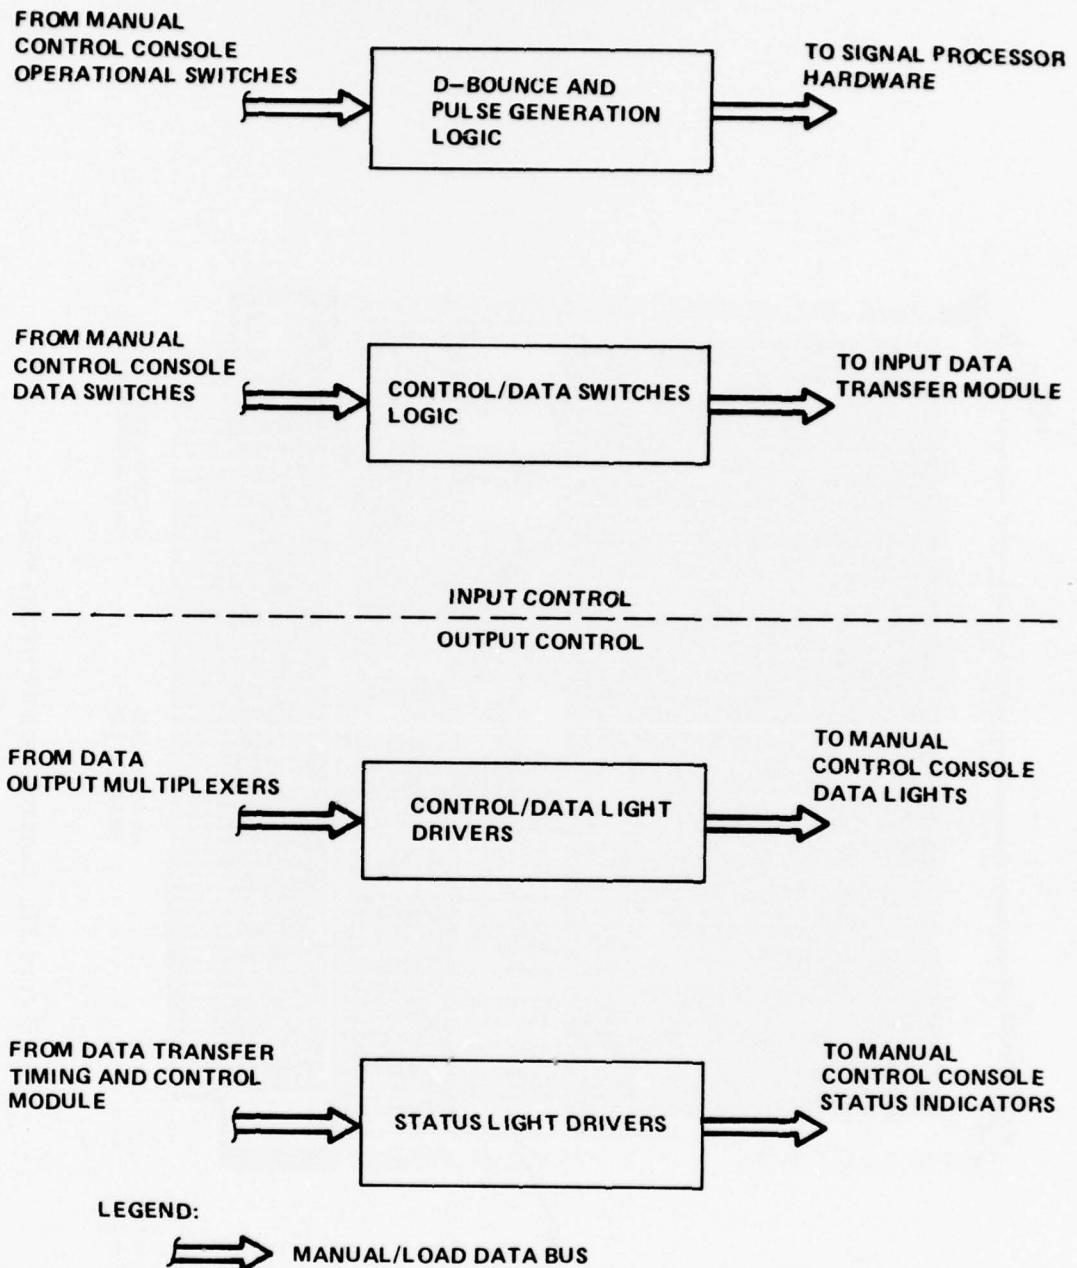 FROM MANUAL
CONTROL CONSOLE
OPERATIONAL SWITCHES
D-BOUNCE AND
PULSE GENERATION
LOGIC
TO SIGNAL PROCESSOR
HARDWARE
FROM MANUAL
CONTROL CONSOLE
DATA SWITCHES
CONTROL/DATA SWITCHES
LOGIC
TO INPUT DATA
TRANSFER MODULE
INPUT CONTROL
OUTPUT CONTROL
FROM DATA
OUTPUT MULTIPLEXERS
CONTROL/DATA LIGHT
DRIVERS
TO MANUAL
CONTROL CONSOLE
DATA LIGHTS
FROM DATA TRANSFER
TIMING AND CONTROL
MODULE
STATUS LIGHT DRIVERS
TO MANUAL
CONTROL CONSOLE
STATUS INDICATORS
LEGEND:
MANUAL/LOAD DATA BUS